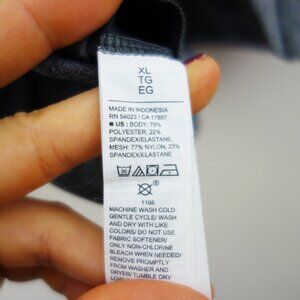 XL
TG
EG
MADE IN INDONESIA
RN 54023 / CA 17897
■ US : BODY: 78%
POLYESTER, 22%
SPANDEX/ELASTANE,
MESH: 77% NYLON, 23%
SPANDEX/ELASTANE.
1166
MACHINE WASH COLD
GENTLE CYCLE/ WASH
AND DRY WITH LIKE
COLORS/ DO NOT USE
FABRIC SOFTENER/
ONLY NON-CHLORINE
BLEACH WHEN NEEDED/
REMOVE PROMPTLY
FROM WASHER AND
DRYER/ TUMBLE DRY
LOW